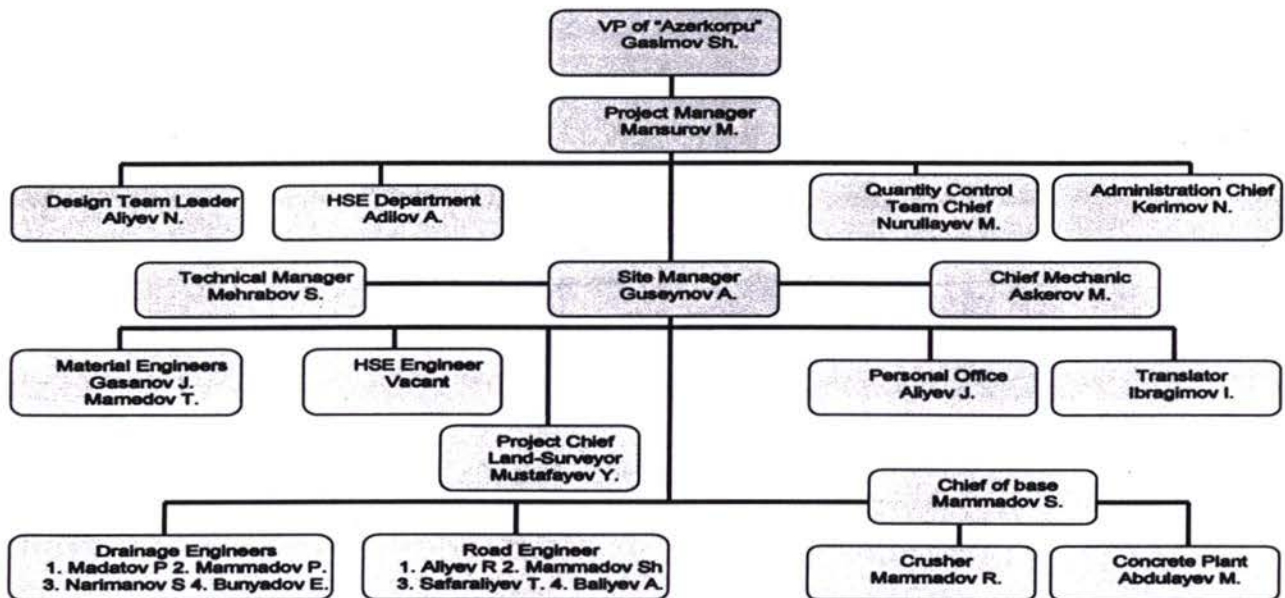 VP of "Azerkorpu"
Gasimov Sh.
Project Manager
Mansurov M.
Design Team Leader
Aliyev N.
HSE Department
Adilov A.
Quantity Control
Team Chief
Nurullayev M.
Administration Chief
Kerimov N.
Technical Manager
Mehrabov S.
Site Manager
Guseynov A.
Chief Mechanic
Askerov M.
Material Engineers
Gasanov J.
Mamedov T.
HSE Engineer
Vacant
Personal Office
Aliyev J.
Translator
Ibragimov I.
Project Chief
Land-Surveyor
Mustafayev Y.
Chief of base
Mammadov S.
Drainage Engineers
1. Madatov P 2. Mammadov P.
3. Narimanov S 4. Bunyadov E.
Road Engineer
1. Aliyev R 2. Mammadov Sh
3. Safaraliyev T. 4. Baliyev A.
Crusher
Mammadov R.
Concrete Plant
Abdulayev M.